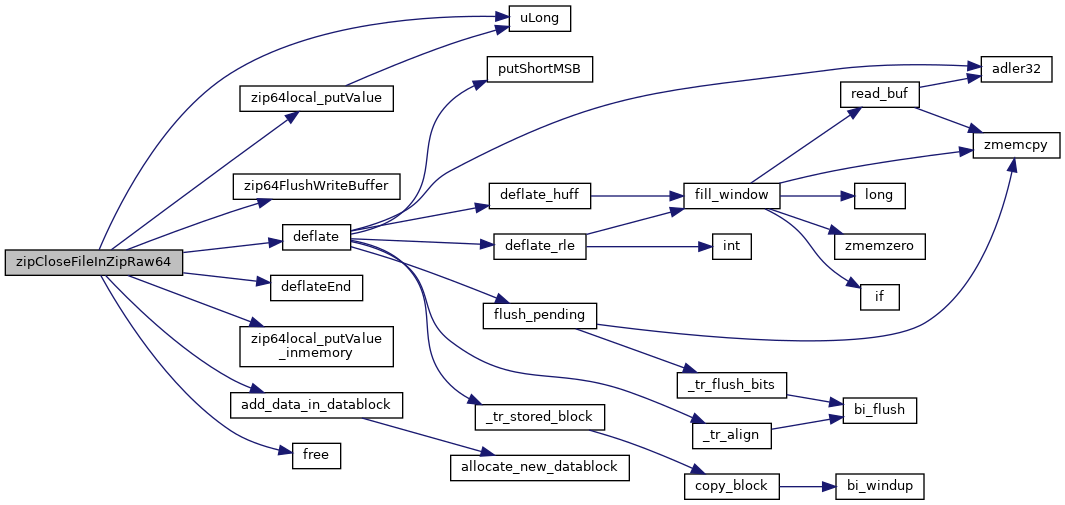 zipCloseFileInZipRaw64
uLong
zip64local_putValue
zip64FlushWriteBuffer
deflate
deflateEnd
zip64local_putValue
_inmemory
add_data_in_datablock
free
putShortMSB
deflate_huff
deflate_rle
flush_pending
_tr_stored_block
allocate_new_datablock
fill_window
int
_tr_flush_bits
_tr_align
copy_block
read_buf
long
zmemzero
if
bi_flush
bi_windup
adler32
zmemcpy